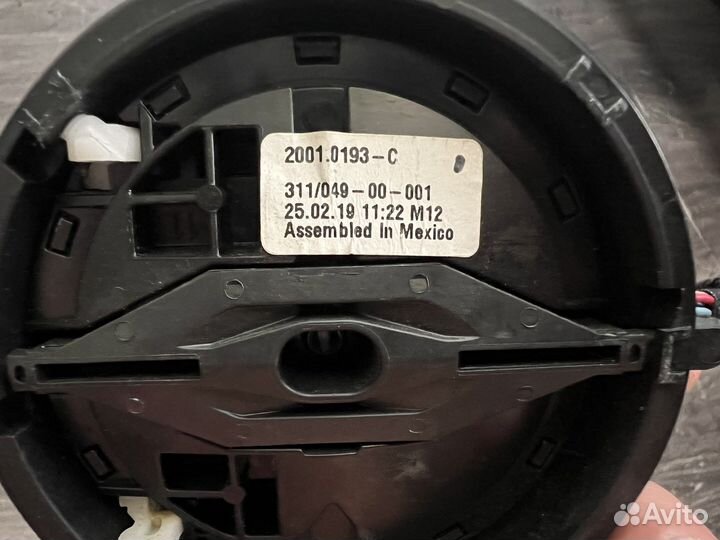 2001.0193-C
311/049-00-001
25.02.19 11:22 M12
Assembled in Mexico
Avito